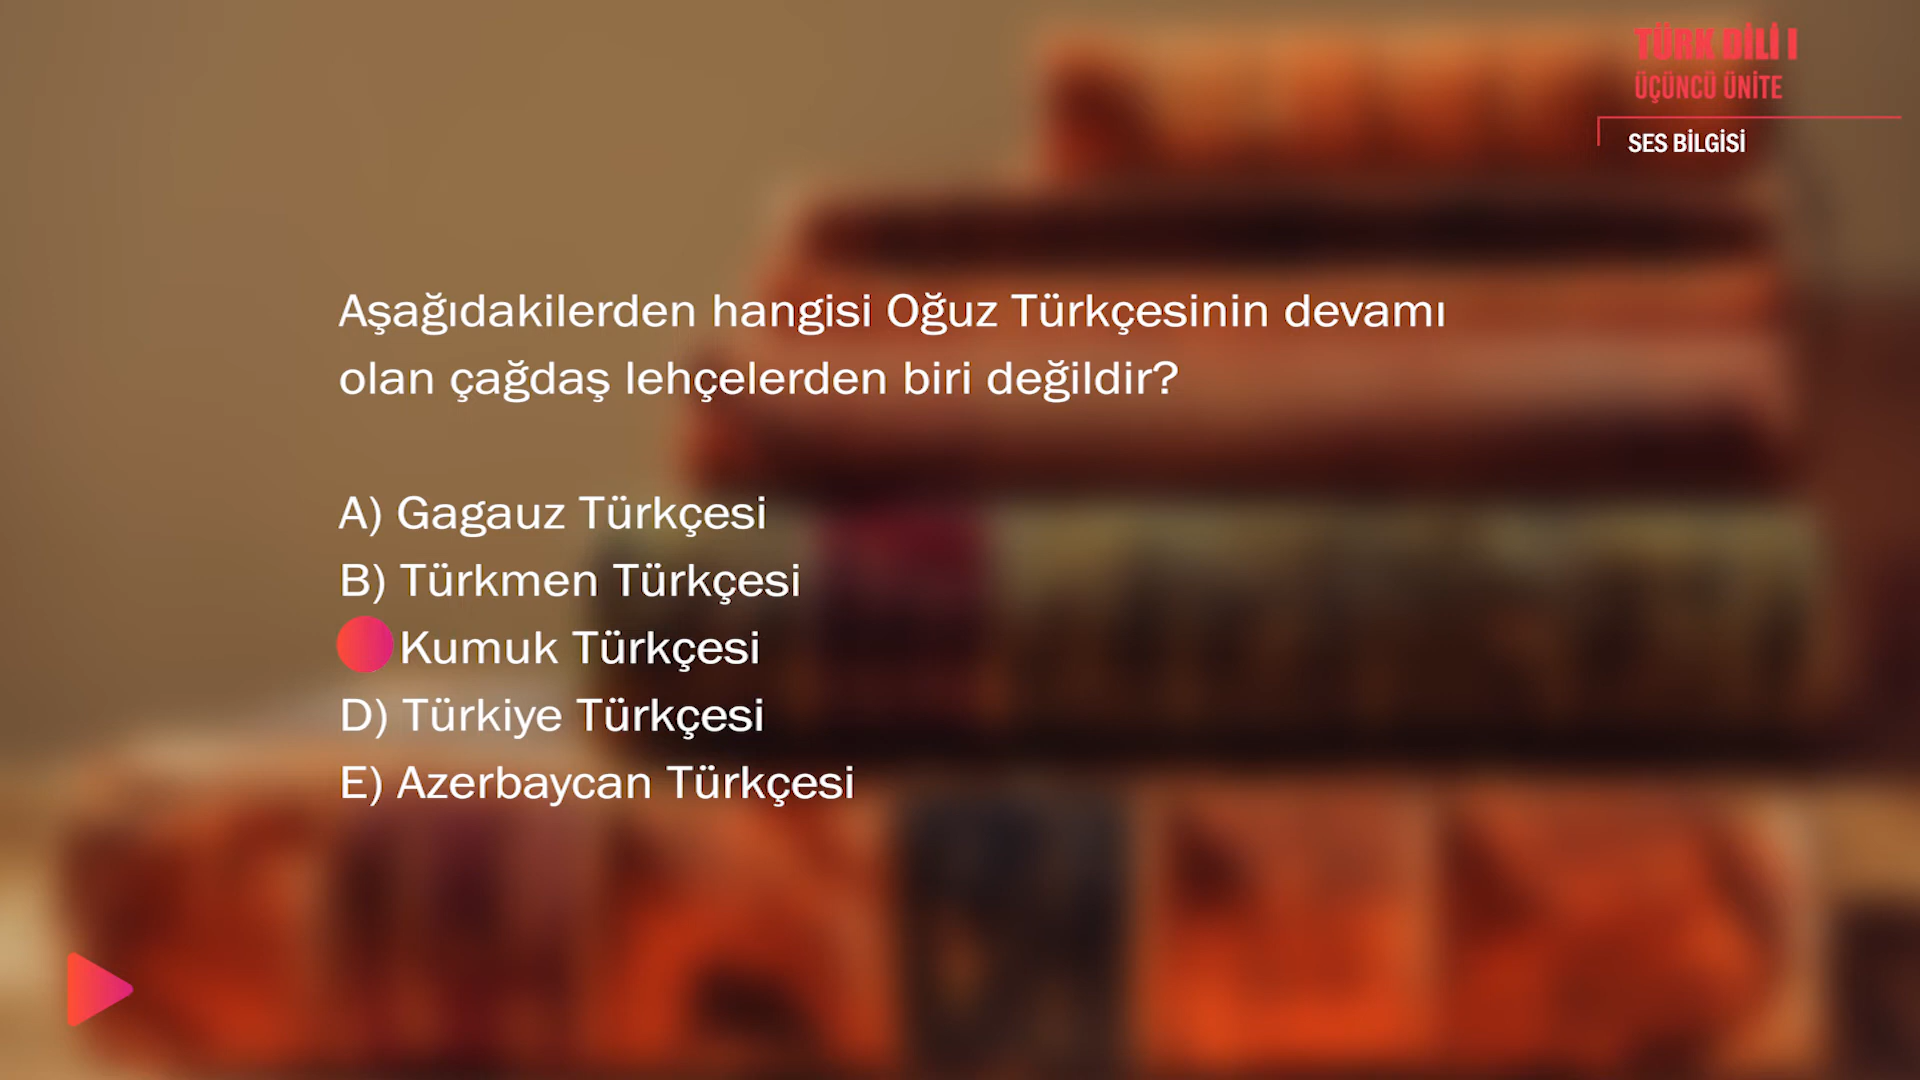 TÜRK DİLİ I
ÜÇÜNCÜ ÜNİTE
SES BİLGİSİ
Aşağıdakilerden hangisi Oğuz Türkçesinin devamı
olan çağdaş lehçelerden biri değildir?
A) Gagauz Türkçesi
B) Türkmen Türkçesi
Kumuk Türkçesi
D) Türkiye Türkçesi
E) Azerbaycan Türkçesi